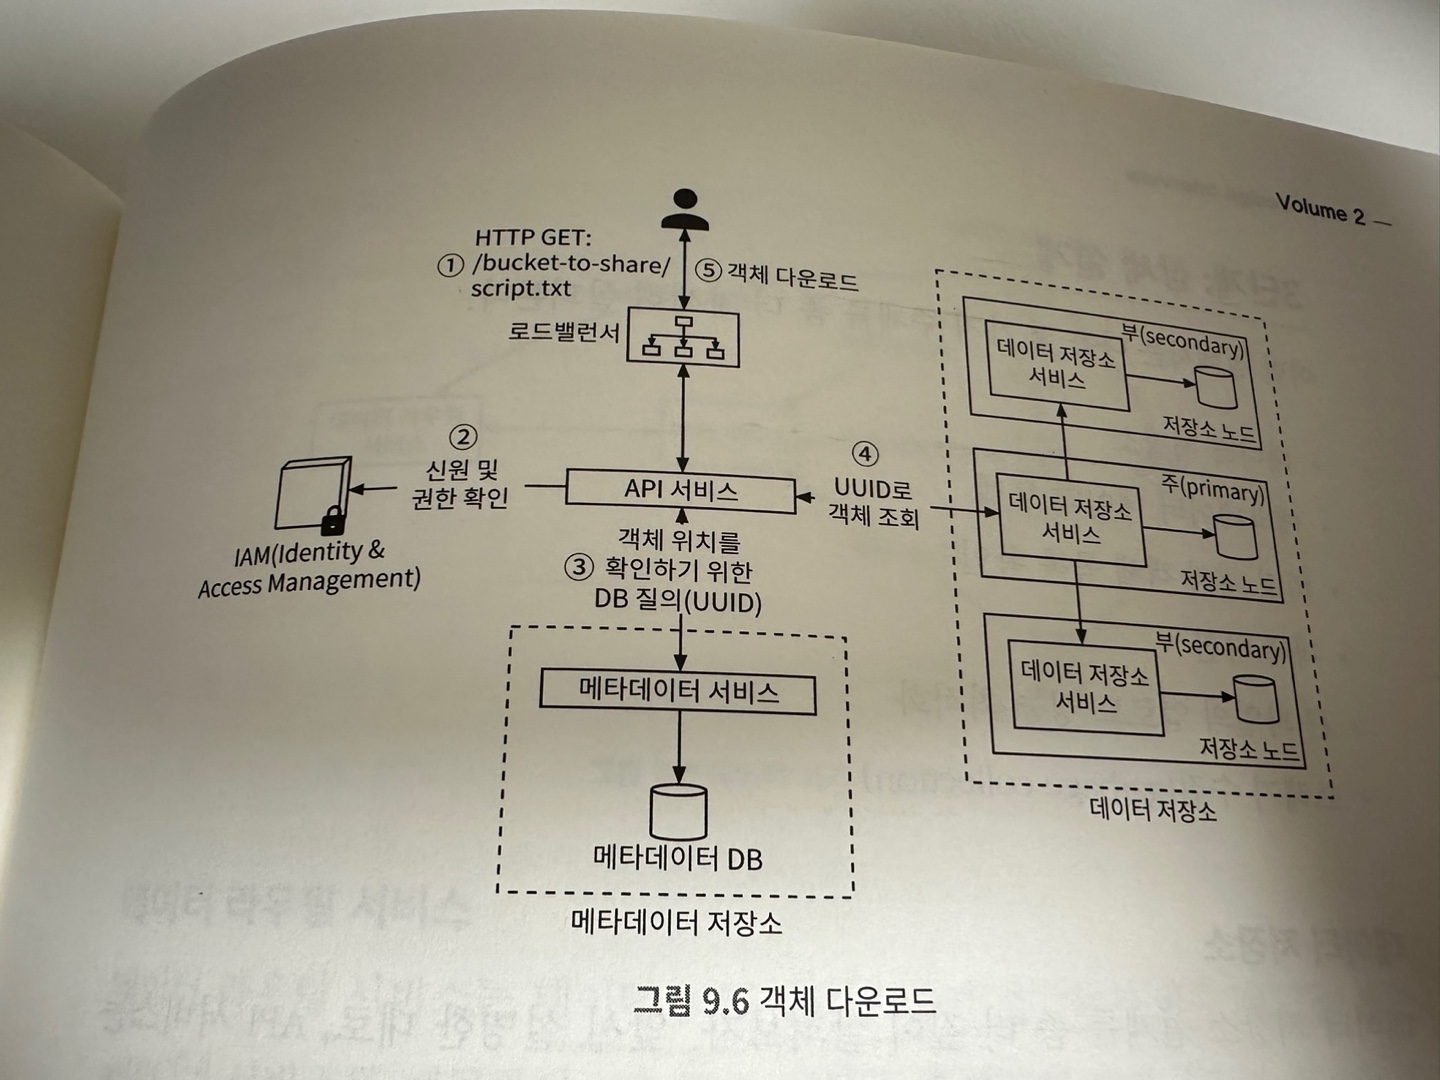 Volume 2 —
HTTP GET:
① /bucket-to-share/
script.txt
⑤ 객체 다운로드
로드밸런서
②
신원 및
권한 확인
IAM(Identity &
Access Management)
API 서비스
④
UUID로
객체 조회
객체 위치를
③ 확인하기 위한
DB 질의(UUID)
메타데이터 서비스
메타데이터 DB
메타데이터 저장소
부(secondary)
데이터 저장소
서비스
저장소 노드
주(primary)
데이터 저장소
서비스
저장소 노드
부(secondary)
데이터 저장소
서비스
저장소 노드
데이터 저장소
그림 9.6 객체 다운로드